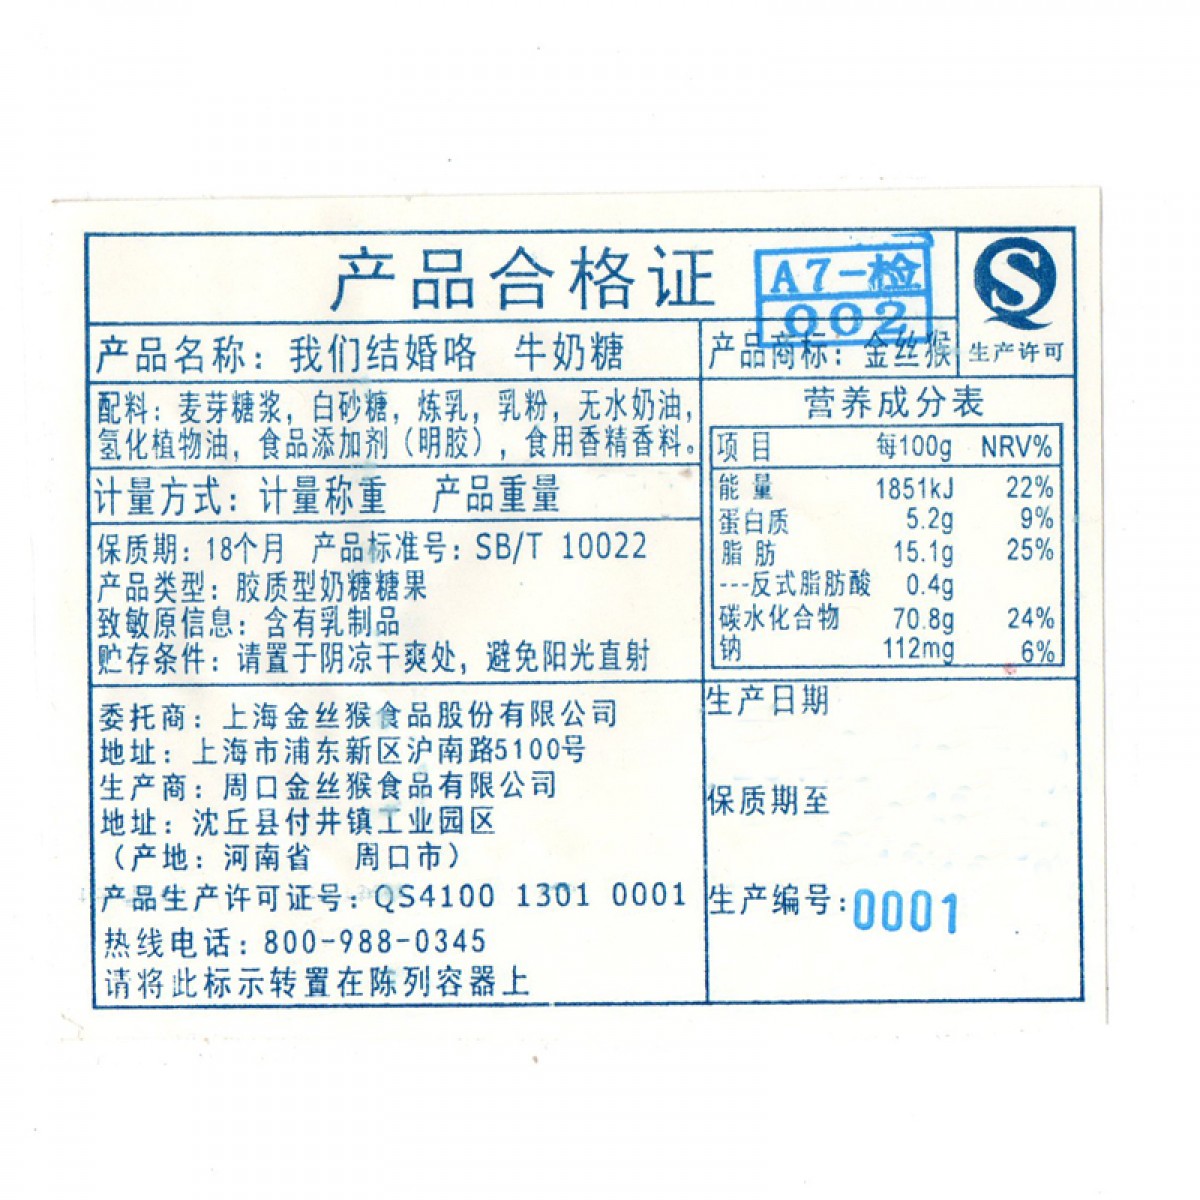 产品合格证
A7-检
002
生产许可
产品名称：我们结婚咯 牛奶糖
产品商标：金丝猴
配料：麦芽糖浆，白砂糖，炼乳，乳粉，无水奶油，
氢化植物油，食品添加剂（明胶），食用香精香料。
计量方式：计量称重 产品重量
保质期：18个月 产品标准号：SB/T 10022
产品类型：胶质型奶糖糖果
致敏原信息：含有乳制品
贮存条件：请置于阴凉干爽处，避免阳光直射
营养成分表
项目 每100g NRV%
能量 1851kJ 22%
蛋白质 5.2g 9%
脂肪 15.1g 25%
---反式脂肪酸 0.4g
碳水化合物 70.8g 24%
钠 112mg 6%
委托商：上海金丝猴食品股份有限公司
地址：上海市浦东新区沪南路5100号
生产商：周口金丝猴食品有限公司
地址：沈丘县付井镇工业园区
（产地：河南省 周口市）
产品生产许可证号：QS4100 1301 0001
热线电话：800-988-0345
请将此标示转置在陈列容器上
生产日期
保质期至
生产编号：0001